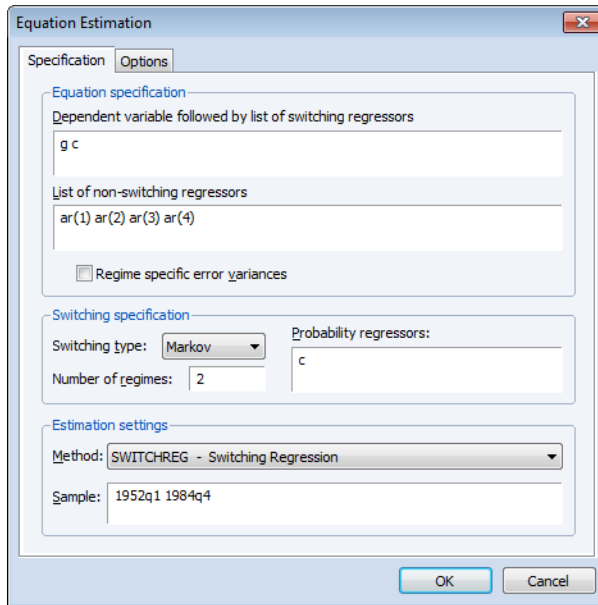 Equation Estimation
Specification Options
Equation specification
Dependent variable followed by list of switching regressors
g c
List of non-switching regressors
ar(1) ar(2) ar(3) ar(4)
Regime specific error variances
Switching specification
Switching type: Markov
Number of regimes: 2
Probability regressors:
c
Estimation settings
Method: SWITCHREG - Switching Regression
Sample: 1952q1 1984q4
OK Cancel